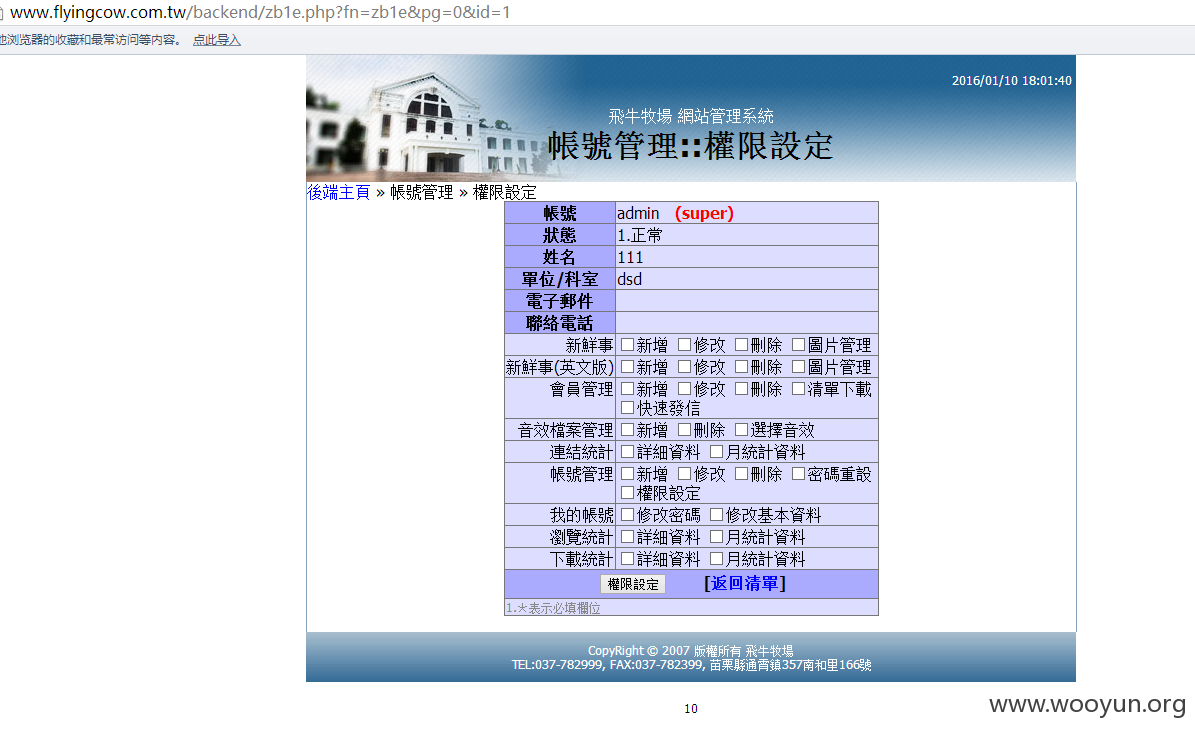 www.flyingcow.com.tw/backend/zb1e.php?fn=zb1e&pg=0&id=1
他浏览器的收藏和最常访问等内容。 点此导入
2016/01/10 18:01:40
飛牛牧場 網站管理系統
帳號管理::權限設定
後端主頁 » 帳號管理 » 權限設定
帳號 admin (super)
狀態 1.正常
姓名 111
單位/科室 dsd
電子郵件
聯絡電話
新鮮事 新增 修改 刪除 圖片管理
新鮮事(英文版) 新增 修改 刪除 圖片管理
會員管理 新增 修改 刪除 清單下載
快速發信
音效檔案管理 新增 刪除 選擇音效
連結統計 詳細資料 月統計資料
帳號管理 新增 修改 刪除 密碼重設
權限設定
我的帳號 修改密碼 修改基本資料
瀏覽統計 詳細資料 月統計資料
下載統計 詳細資料 月統計資料
權限設定 [返回清單]
1.＊表示必填欄位
CopyRight © 2007 版權所有 飛牛牧場
TEL:037-782999, FAX:037-782399, 苗栗縣通霄鎮357南和里166號
10
www.wooyun.org